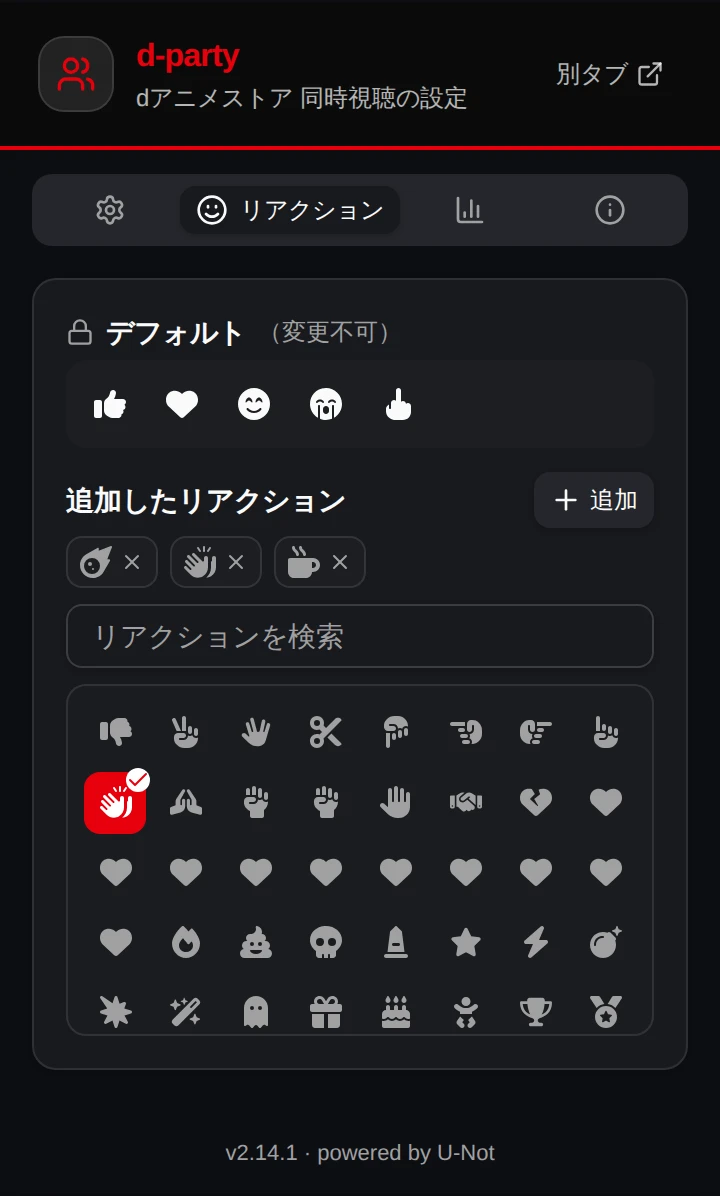 d-party
dアニメストア 同時視聴の設定
別タブ
リアクション
デフォルト （変更不可）
追加したリアクション
追加
リアクションを検索
v2.14.1 · powered by U-Not